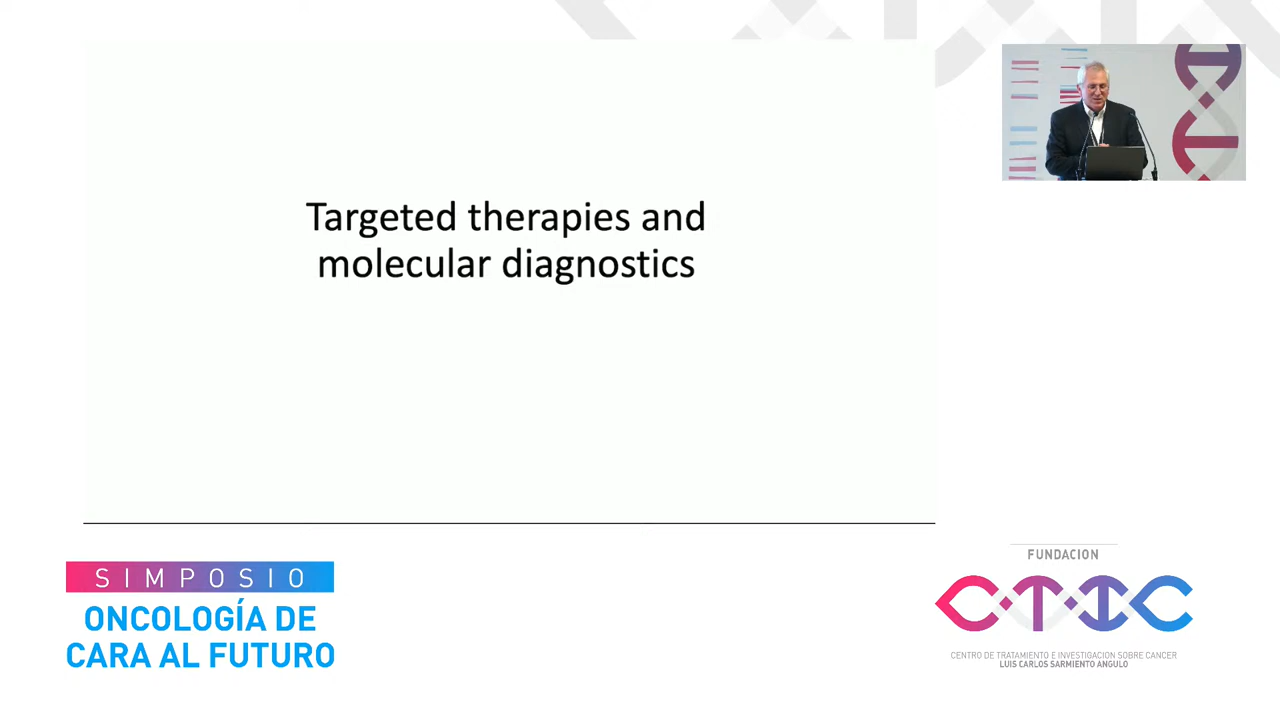 Targeted therapies and
molecular diagnostics
SIMPOSIO
ONCOLOGÍA DE
CARA AL FUTURO
FUNDACION
CTIC
CENTRO DE TRATAMIENTO E INVESTIGACION SOBRE CANCER
LUIS CARLOS SARMIENTO ANGULO